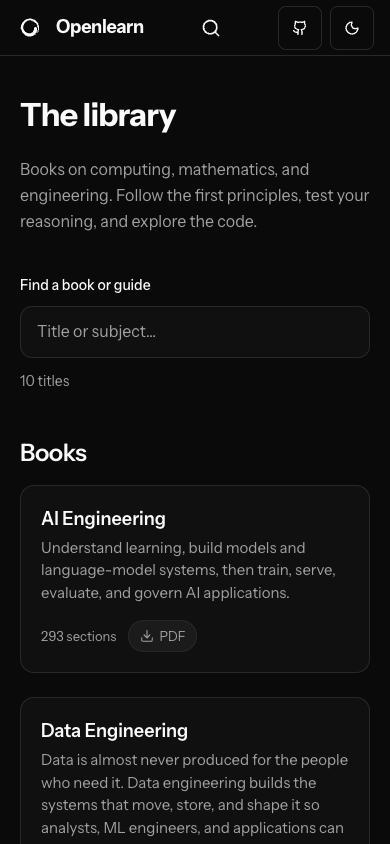 Openlearn
The library
Books on computing, mathematics, and
engineering. Follow the first principles, test your
reasoning, and explore the code.
Find a book or guide
Title or subject...
10 titles
Books
AI Engineering
Understand learning, build models and
language-model systems, then train, serve,
evaluate, and govern AI applications.
293 sections
PDF
Data Engineering
Data is almost never produced for the people
who need it. Data engineering builds the
systems that move, store, and shape it so
analysts, ML engineers, and applications can